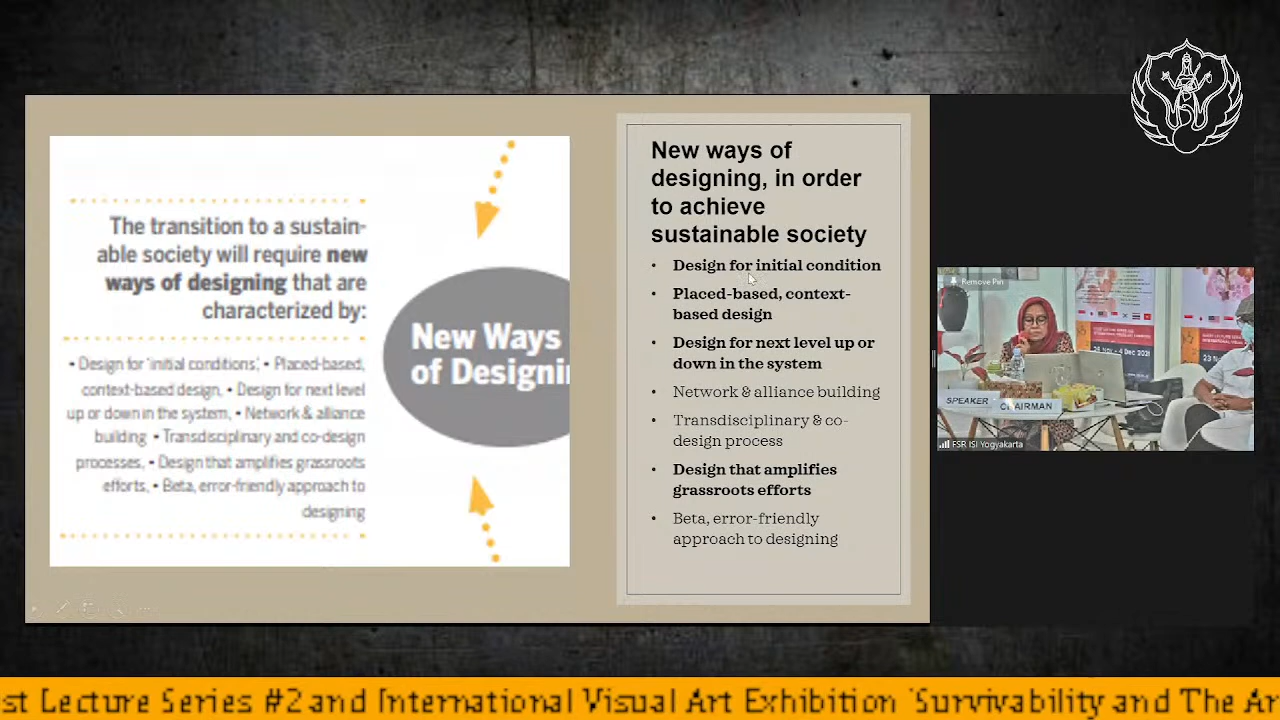 The transition to a sustain-
able society will require new
ways of designing that are
characterized by:
• Design for 'initial conditions,' • Placed-based,
context-based design, • Design for next level
up or down in the system, • Network & alliance
building • Transdisciplinary and co-design
processes, • Design that amplifies grassroots
efforts, • Beta, error-friendly approach to
designing
New Ways
of Designi
New ways of
designing, in order
to achieve
sustainable society
• Design for initial condition
• Placed-based, context-
based design
• Design for next level up or
down in the system
• Network & alliance building
• Transdisciplinary & co-
design process
• Design that amplifies
grassroots efforts
• Beta, error-friendly
approach to designing
Remove Pin
SPEAKER
CHAIRMAN
FSR ISI Yogyakarta
st Lecture Series #2 and International Visual Art Exhibition 'Survivability and The Ar